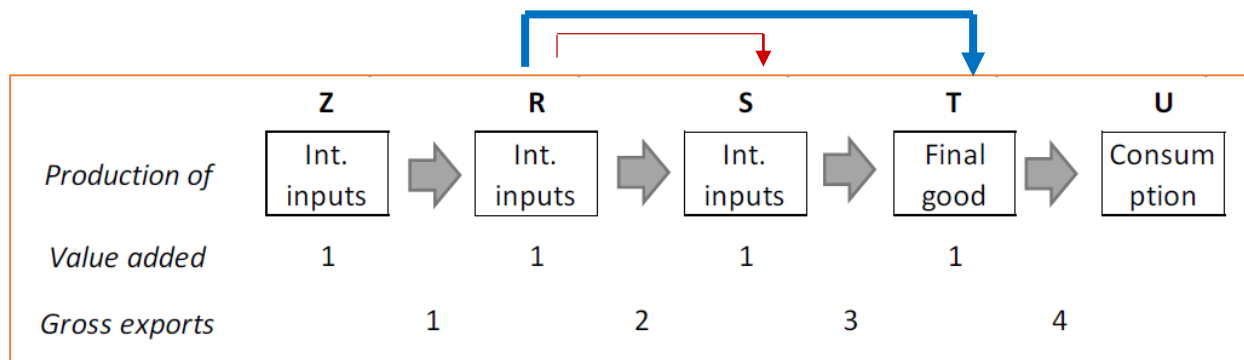 Z R S T U
Production of
Int. inputs
Int. inputs
Int. inputs
Final good
Consum ption
Value added 1 1 1 1
Gross exports 1 2 3 4